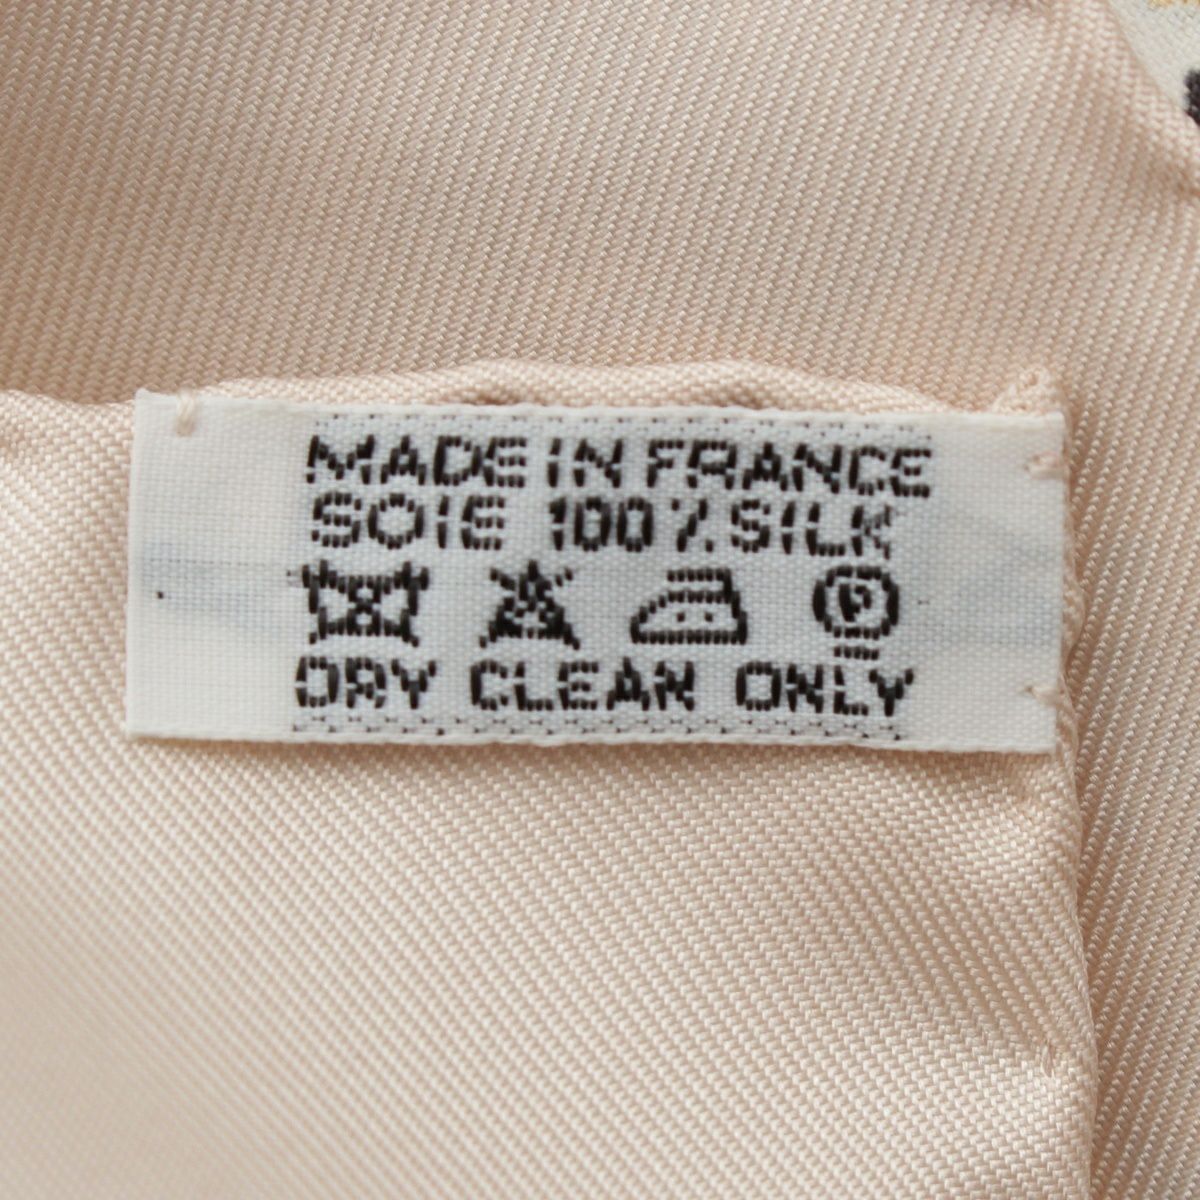 MADE IN FRANCE
SOIE 100% SILK
P
DRY CLEAN ONLY